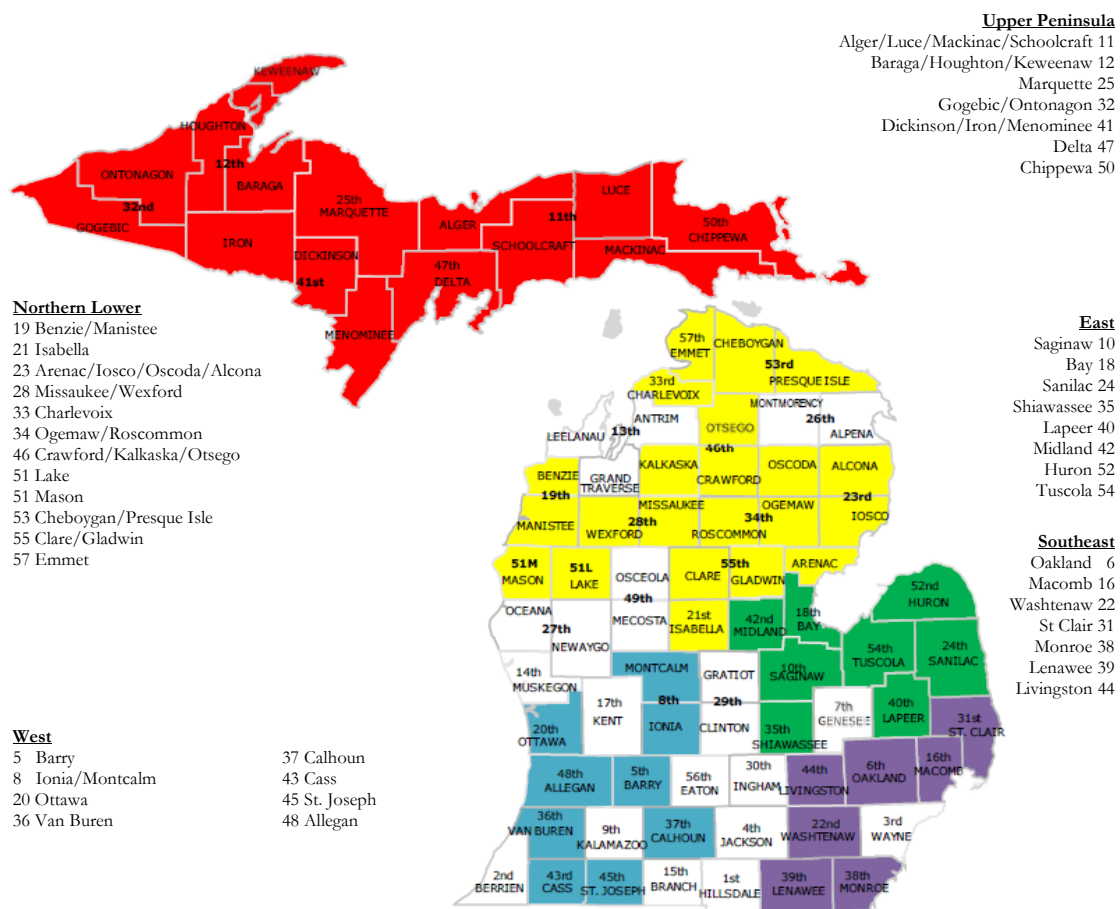 Upper Peninsula
Alger/Luce/Mackinac/Schoolcraft 11
Baraga/Houghton/Keweenaw 12
Marquette 25
Gogebic/Ontonagon 32
Dickinson/Iron/Menominee 41
Delta 47
Chippewa 50
KEWEENAW
HOUGHTON
12th
ONTONAGON
BARAGA
32nd
GOGEBIC
IRON
25th
MARQUETTE
DICKINSON
41st
MENOMINEE
ALGER
47th
DELTA
11th
SCHOOLCRAFT
LUCE
MACKINAC
50th
CHIPPEWA
Northern Lower
19 Benzie/Manistee
21 Isabella
23 Arenac/Iosco/Oscoda/Alcona
28 Missaukee/Wexford
33 Charlevoix
34 Ogemaw/Roscommon
46 Crawford/Kalkaska/Otsego
51 Lake
51 Mason
53 Cheboygan/Presque Isle
55 Clare/Gladwin
57 Emmet
East
Saginaw 10
Bay 18
Sanilac 24
Shiawassee 35
Lapeer 40
Midland 42
Huron 52
Tuscola 54
Southeast
Oakland 6
Macomb 16
Washtenaw 22
St Clair 31
Monroe 38
Lenawee 39
Livingston 44
West
5 Barry
8 Ionia/Montcalm
20 Ottawa
36 Van Buren
37 Calhoun
43 Cass
45 St. Joseph
48 Allegan
57th
EMMET
CHEBOYGAN
53rd
PRESQUE ISLE
33rd
CHARLEVOIX
ANTRIM
13th
LEELANAU
OTSEGO
MONTMORENCY
26th
ALPENA
BENZIE
GRAND
TRAVERSE
KALKASKA
46th
CRAWFORD
OSCODA
ALCONA
19th
MANISTEE
MISSAUKEE
28th
WEXFORD
ROSCOMMON
34th
OGEMAW
23rd
IOSCO
51M
MASON
51L
LAKE
OSCEOLA
49th
MECOSTA
CLARE
55th
GLADWIN
ARENAC
OCEANA
27th
NEWAYGO
21st
ISABELLA
42nd
MIDLAND
18th
BAY
52nd
HURON
14th
MUSKEGON
MONTCALM
8th
IONIA
GRATIOT
29th
CLINTON
10th
SAGINAW
54th
TUSCOLA
24th
SANILAC
17th
KENT
20th
OTTAWA
35th
SHIAWASSEE
7th
GENESEE
40th
LAPEER
31st
ST. CLAIR
48th
ALLEGAN
5th
BARRY
56th
EATON
30th
INGHAM
44th
LIVINGSTON
6th
OAKLAND
16th
MACOMB
36th
VAN BUREN
9th
KALAMAZOO
37th
CALHOUN
4th
JACKSON
22nd
WASHTENAW
3rd
WAYNE
2nd
BERRIEN
43rd
CASS
45th
ST. JOSEPH
15th
BRANCH
1st
HILLSDALE
39th
LENAWEE
38th
MONROE